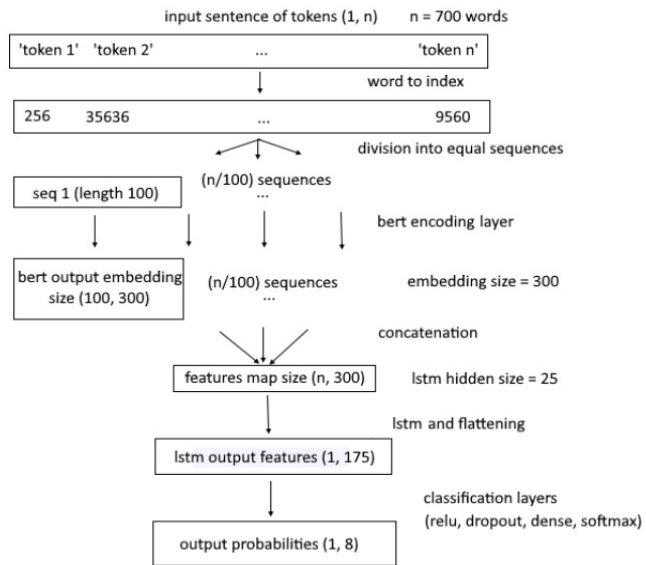 input sentence of tokens (1, n) n = 700 words
'token 1' 'token 2' ... 'token n'
word to index
256 35636 ... 9560
division into equal sequences
seq 1 (length 100)
(n/100) sequences
...
bert encoding layer
bert output embedding
size (100, 300)
(n/100) sequences
...
embedding size = 300
concatenation
features map size (n, 300)
lstm hidden size = 25
lstm and flattening
lstm output features (1, 175)
classification layers
(relu, dropout, dense, softmax)
output probabilities (1, 8)